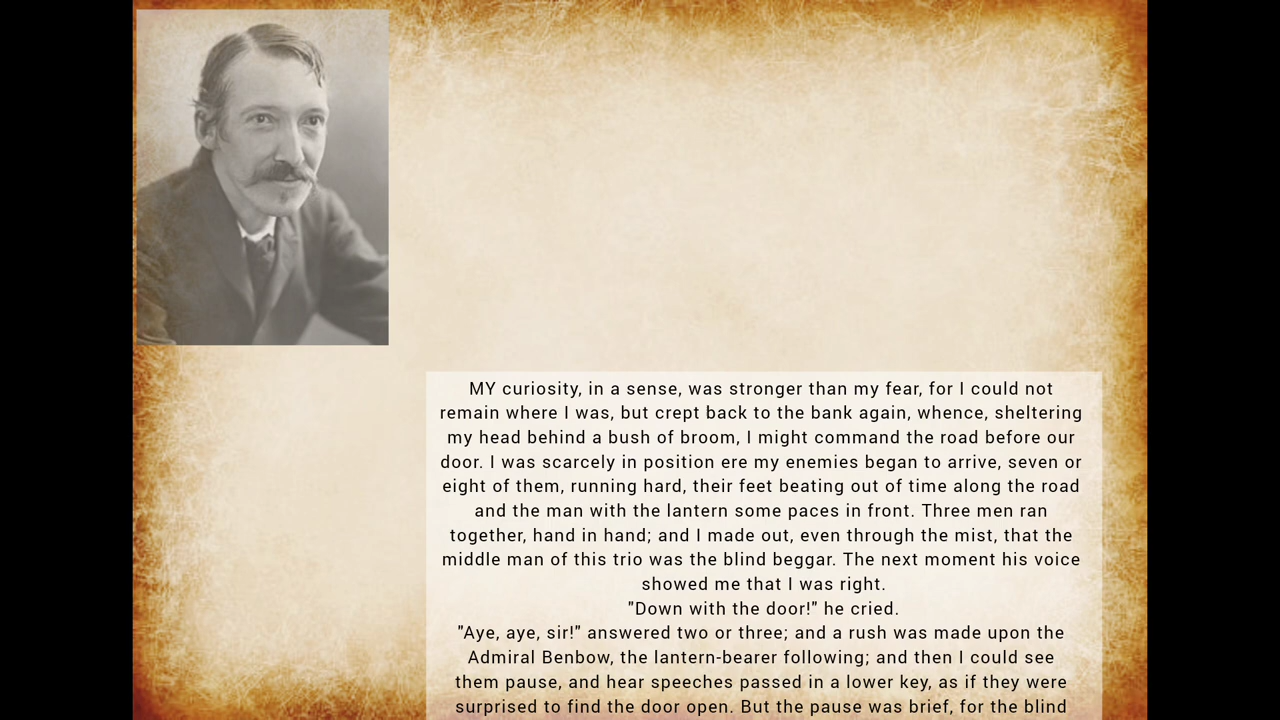 MY curiosity, in a sense, was stronger than my fear, for I could not
remain where I was, but crept back to the bank again, whence, sheltering
my head behind a bush of broom, I might command the road before our
door. I was scarcely in position ere my enemies began to arrive, seven or
eight of them, running hard, their feet beating out of time along the road
and the man with the lantern some paces in front. Three men ran
together, hand in hand; and I made out, even through the mist, that the
middle man of this trio was the blind beggar. The next moment his voice
showed me that I was right.
"Down with the door!" he cried.
"Aye, aye, sir!" answered two or three; and a rush was made upon the
Admiral Benbow, the lantern-bearer following; and then I could see
them pause, and hear speeches passed in a lower key, as if they were
surprised to find the door open. But the pause was brief, for the blind